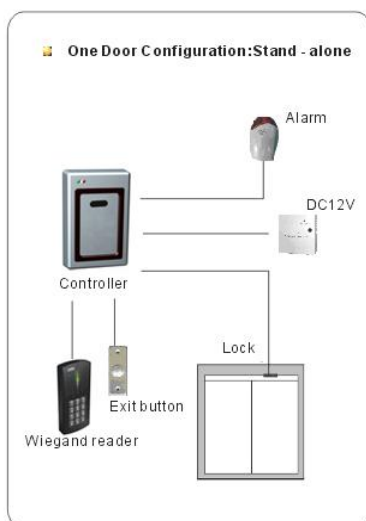 One Door Configuration:Stand - alone
Alarm
DC12V
Controller
Lock
Exit button
Wiegand reader